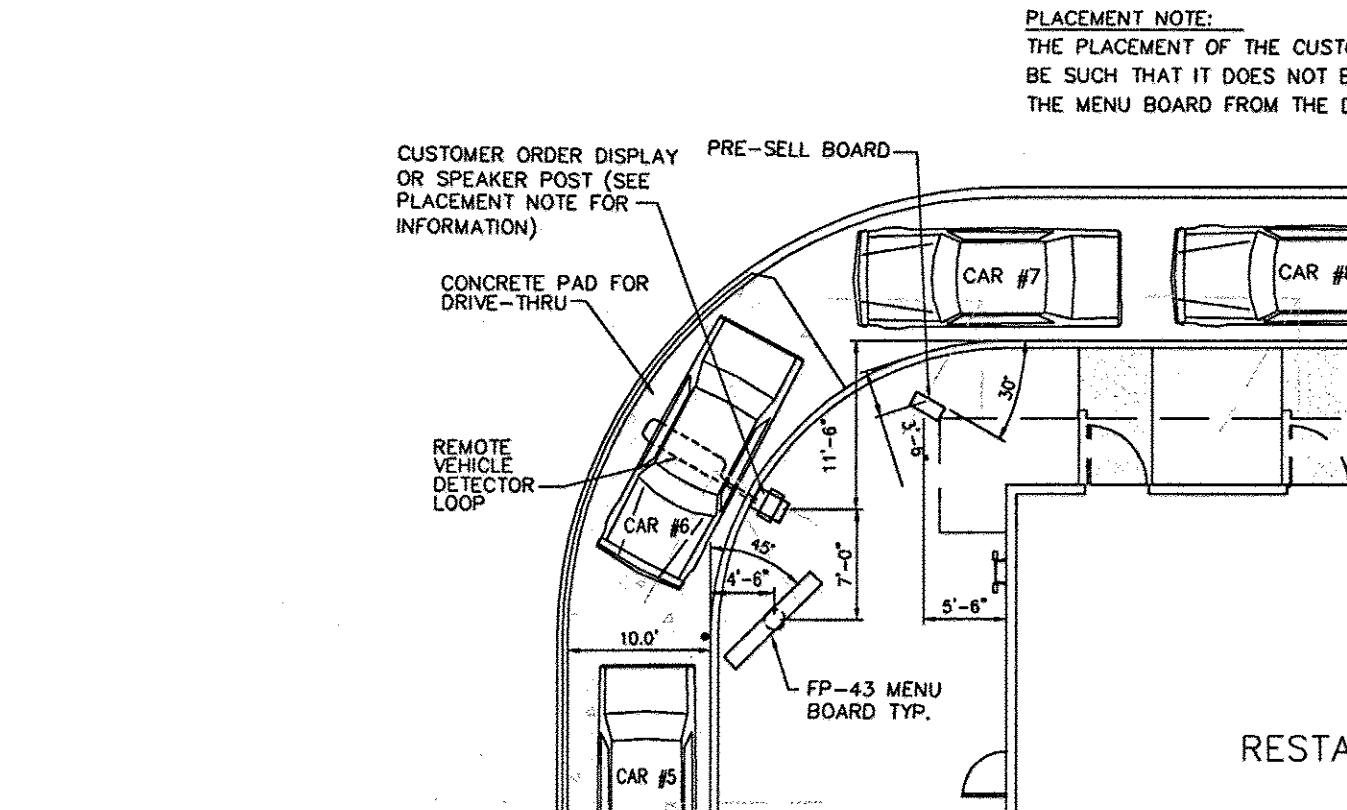 PLACEMENT NOTE:
THE PLACEMENT OF THE CUST
BE SUCH THAT IT DOES NOT
THE MENU BOARD FROM THE
CUSTOMER ORDER DISPLAY
OR SPEAKER POST (SEE
PLACEMENT NOTE FOR
INFORMATION)
PRE-SELL BOARD
CONCRETE PAD FOR
DRIVE-THRU
CAR #7
CAR #8
30°
11'-6"
3'-6"
REMOTE
VEHICLE
DETECTOR
LOOP
CAR #6
45°
4'-6"
7'-0"
5'-6"
10.0'
FP-43 MENU
BOARD TYP.
RESTA
CAR #5